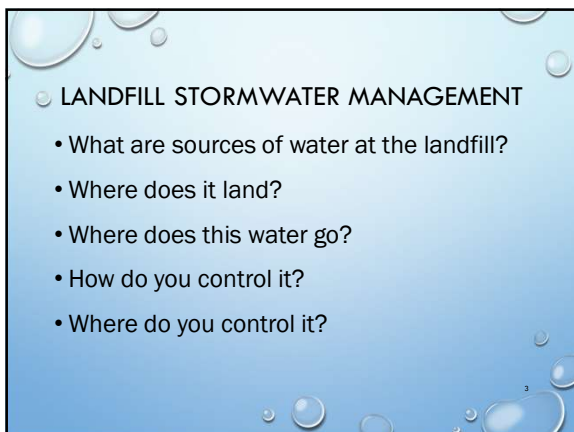 LANDFILL STORMWATER MANAGEMENT
• What are sources of water at the landfill?
• Where does it land?
• Where does this water go?
• How do you control it?
• Where do you control it?
3